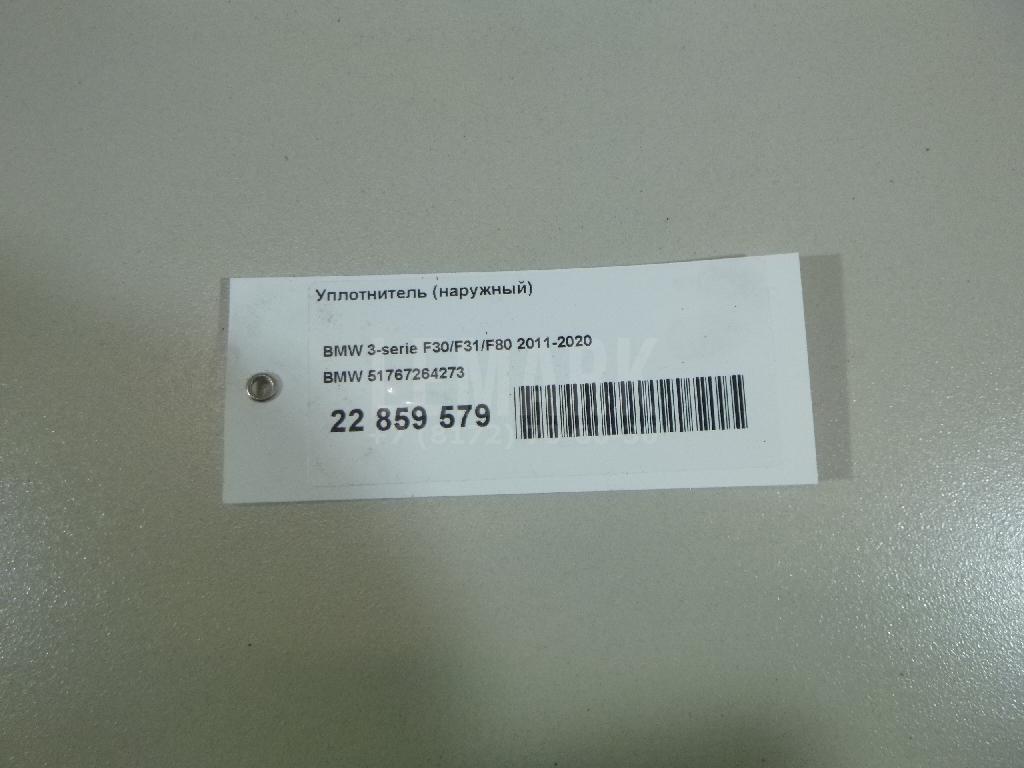 Уплотнитель (наружный)
BMW 3-serie F30/F31/F80 2011-2020
BMW 51767264273
22 859 579